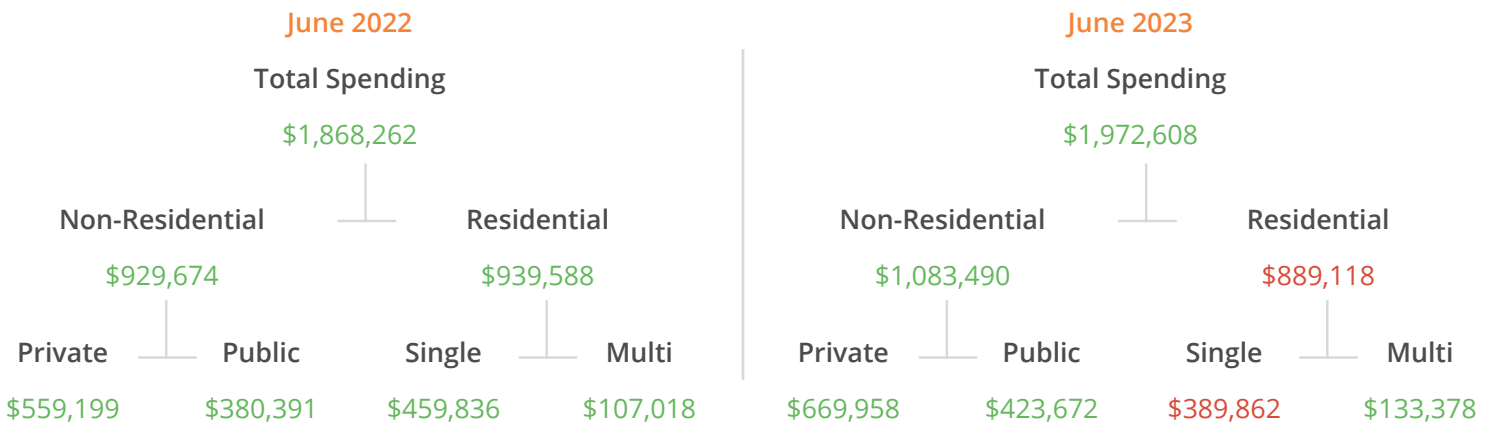 June 2022
Total Spending
$1,868,262
Non-Residential
Residential
$929,674
$939,588
Private
Public
Single
Multi
$559,199
$380,391
$459,836
$107,018
June 2023
Total Spending
$1,972,608
Non-Residential
Residential
$1,083,490
$889,118
Private
Public
Single
Multi
$669,958
$423,672
$389,862
$133,378